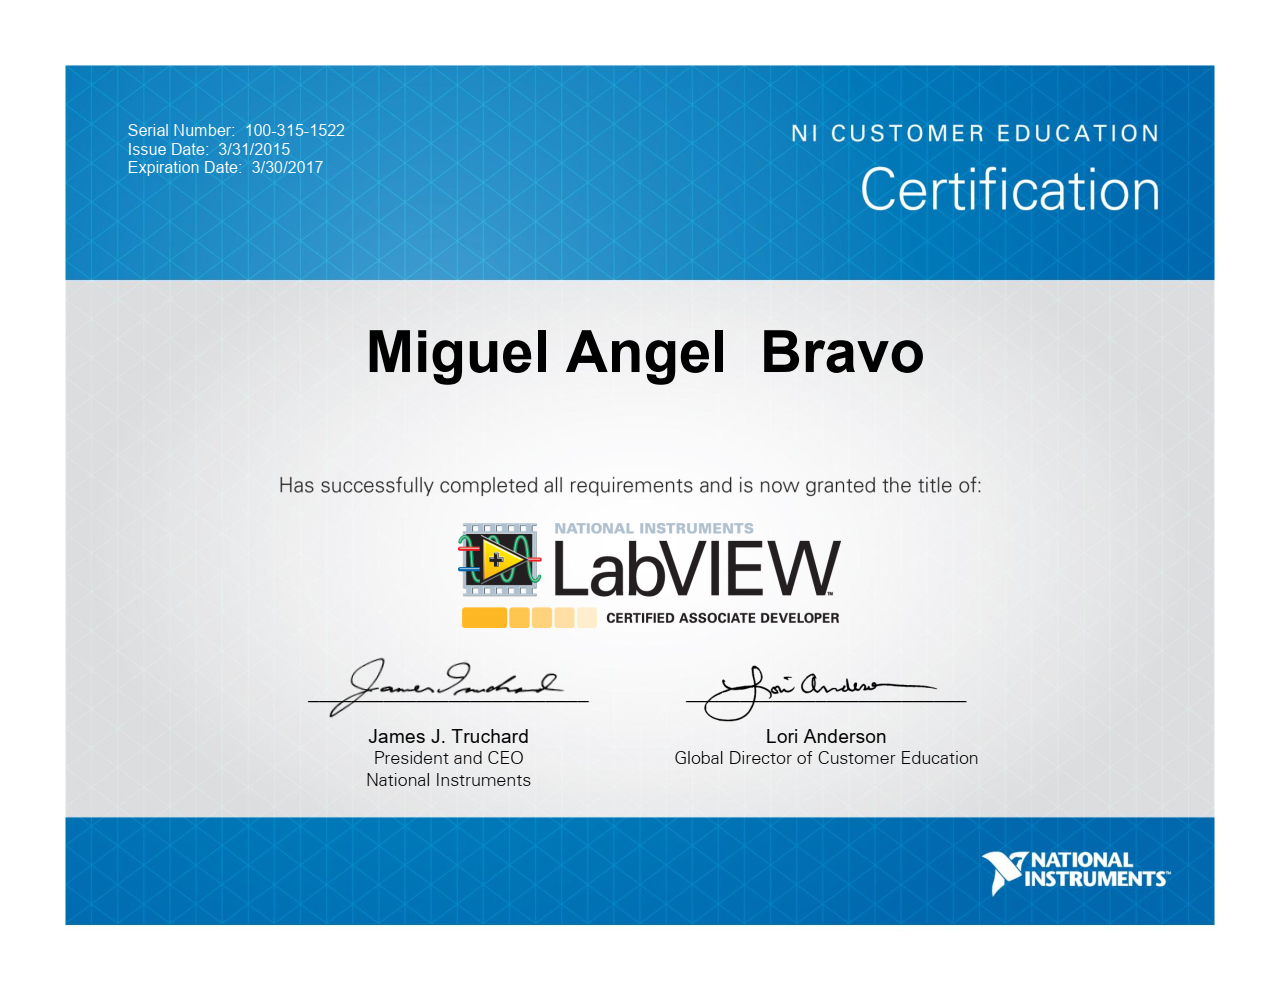 Serial Number:  100-315-1522
Issue Date:  3/31/2015
Expiration Date:  3/30/2017
NI CUSTOMER EDUCATION
Certification
Miguel Angel  Bravo
Has successfully completed all requirements and is now granted the title of:
NATIONAL INSTRUMENTS
LabVIEW™
CERTIFIED ASSOCIATE DEVELOPER
James Truchard
Lori Anderson
James J. Truchard
President and CEO
National Instruments
Lori Anderson
Global Director of Customer Education
NATIONAL
INSTRUMENTS™